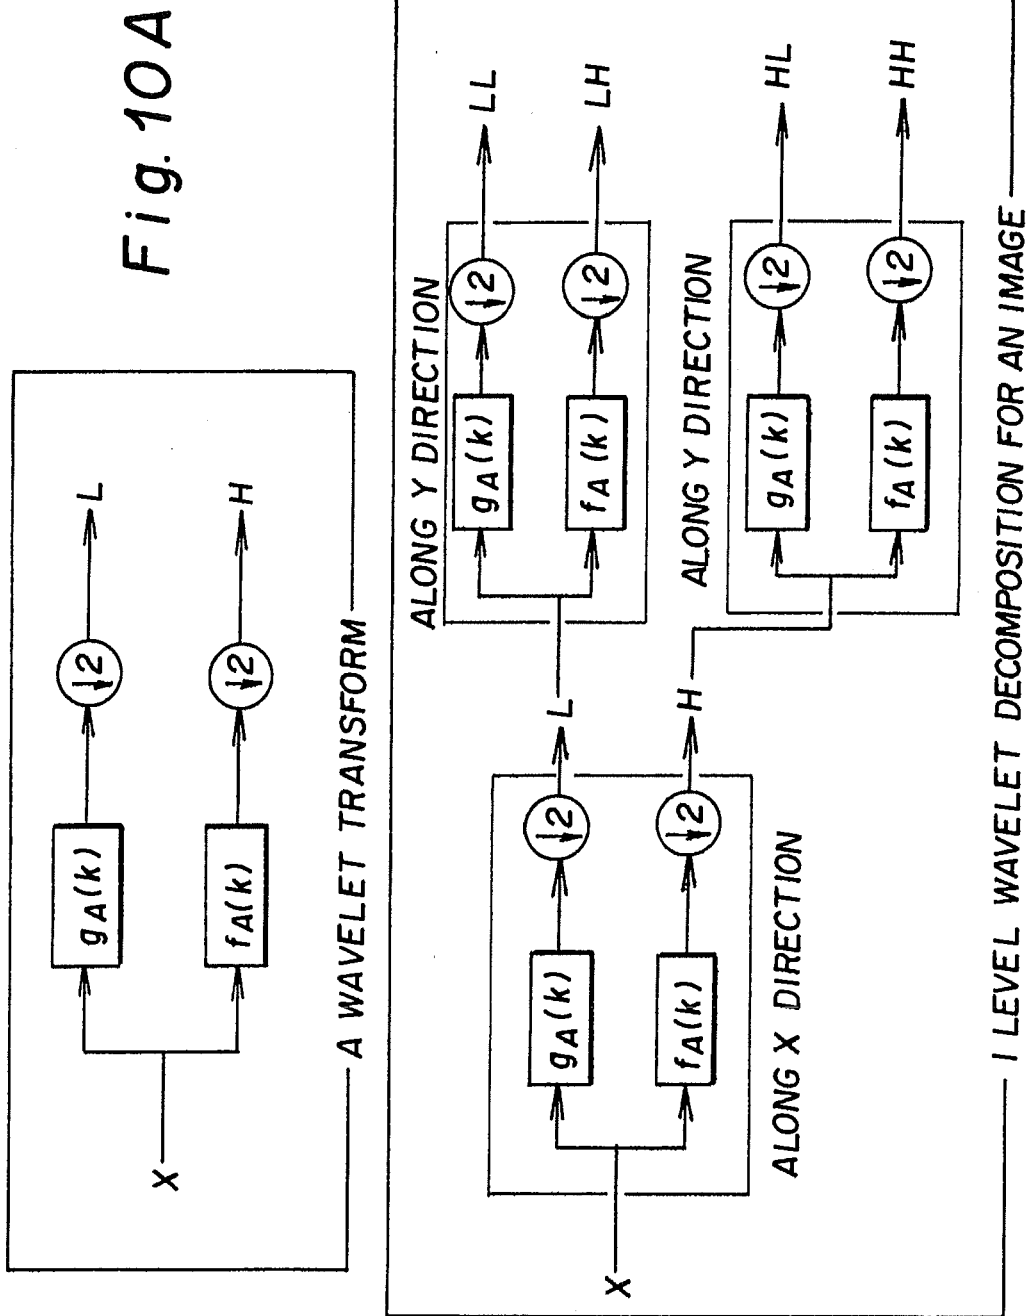 Fig. 10A
X
gA(k)
↓2
L
fA(k)
↓2
H
A WAVELET TRANSFORM
X
gA(k)
↓2
L
fA(k)
↓2
H
ALONG X DIRECTION
ALONG Y DIRECTION
gA(k)
↓2
LL
fA(k)
↓2
LH
ALONG Y DIRECTION
gA(k)
↓2
HL
fA(k)
↓2
HH
1 LEVEL WAVELET DECOMPOSITION FOR AN IMAGE